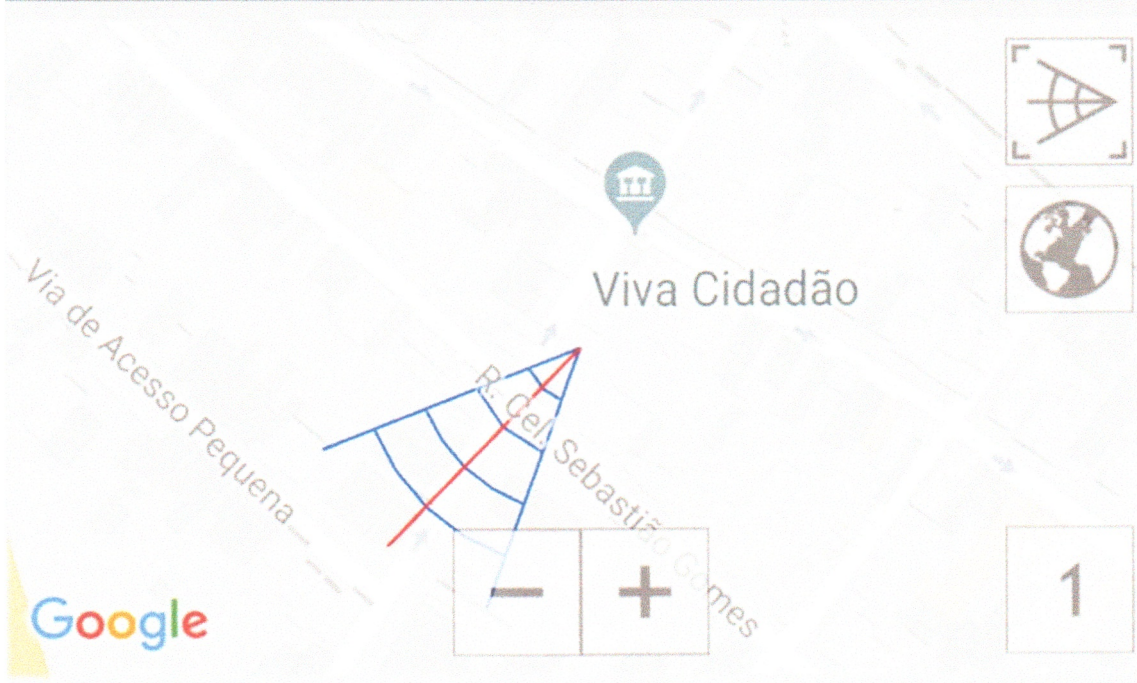 Viva Cidadão
Via de Acesso Pequena
R. Cel. Sebastião Gomes
Google
− +
1